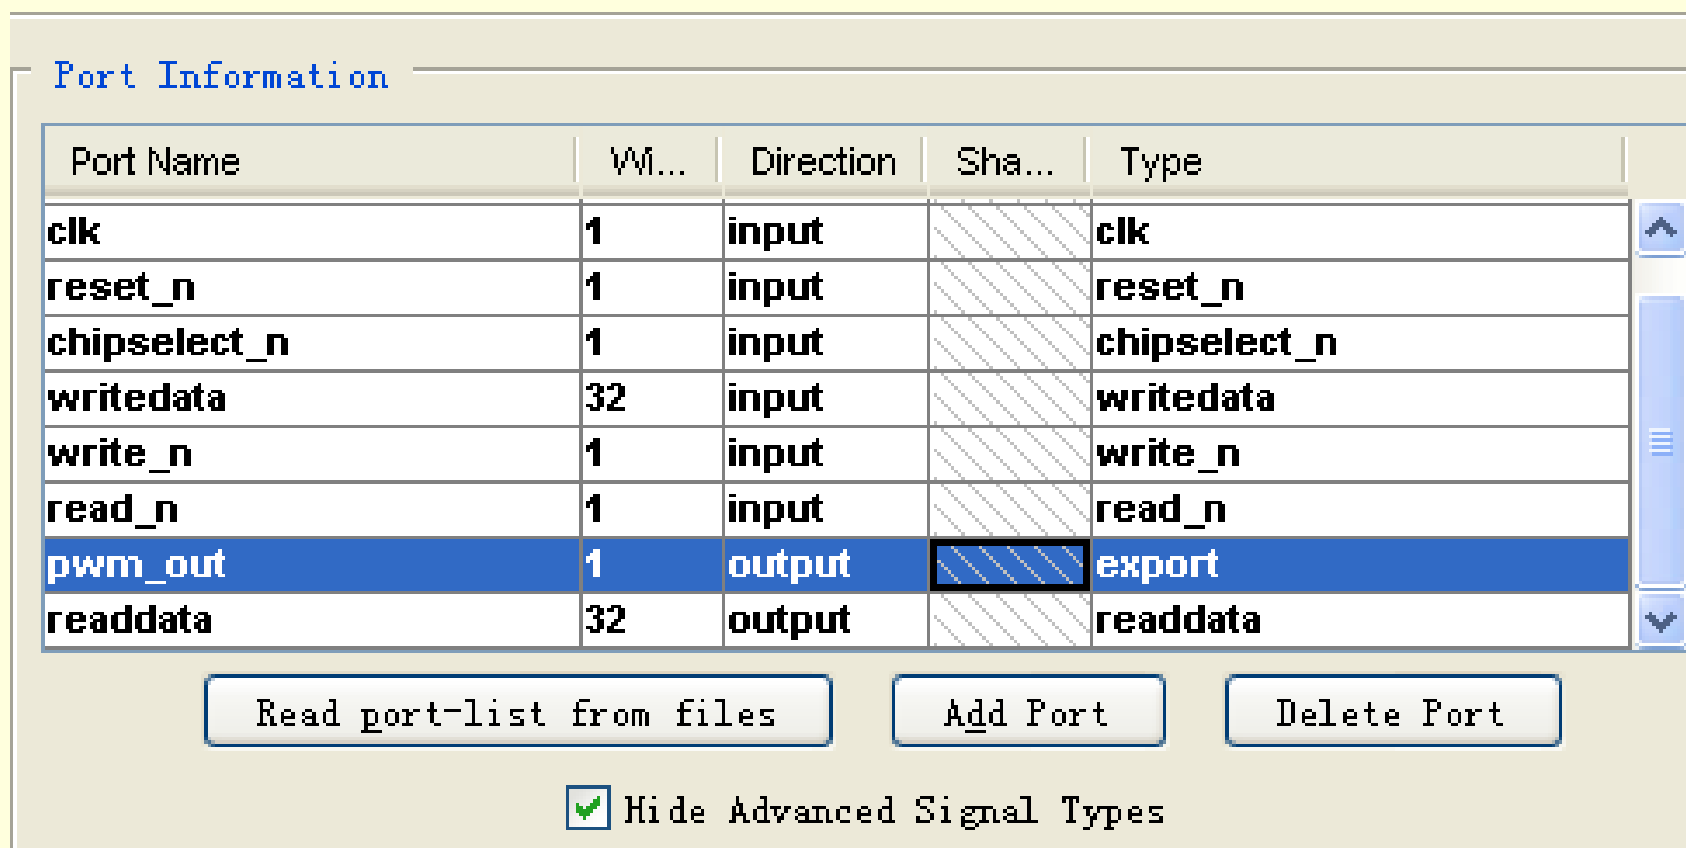 Port Information
Port Name Wi... Direction Sha... Type
clk 1 input clk
reset_n 1 input reset_n
chipselect_n 1 input chipselect_n
writedata 32 input writedata
write_n 1 input write_n
read_n 1 input read_n
pwm_out 1 output export
readdata 32 output readdata
Read port-list from files Add Port Delete Port
Hide Advanced Signal Types